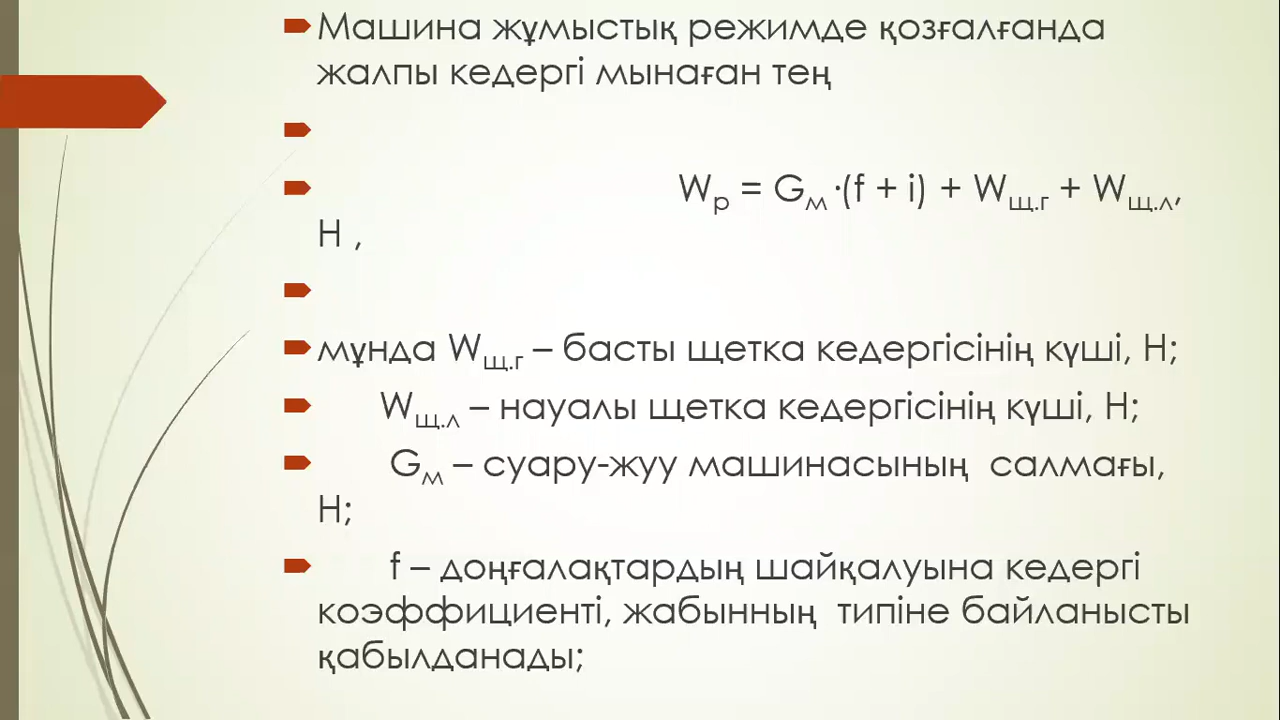 Машина жұмыстық режимде қозғалғанда
жалпы кедергі мынаған тең
Wр = Gм ·(f + i) + Wщ.г + Wщ.л,
Н ,
мұнда Wщ.г – басты щетка кедергісінің күші, Н;
Wщ.л – науалы щетка кедергісінің күші, Н;
Gм – суару-жуу машинасының салмағы,
Н;
f – доңғалақтардың шайқалуына кедергі
коэффициенті, жабынның типіне байланысты
қабылданады;